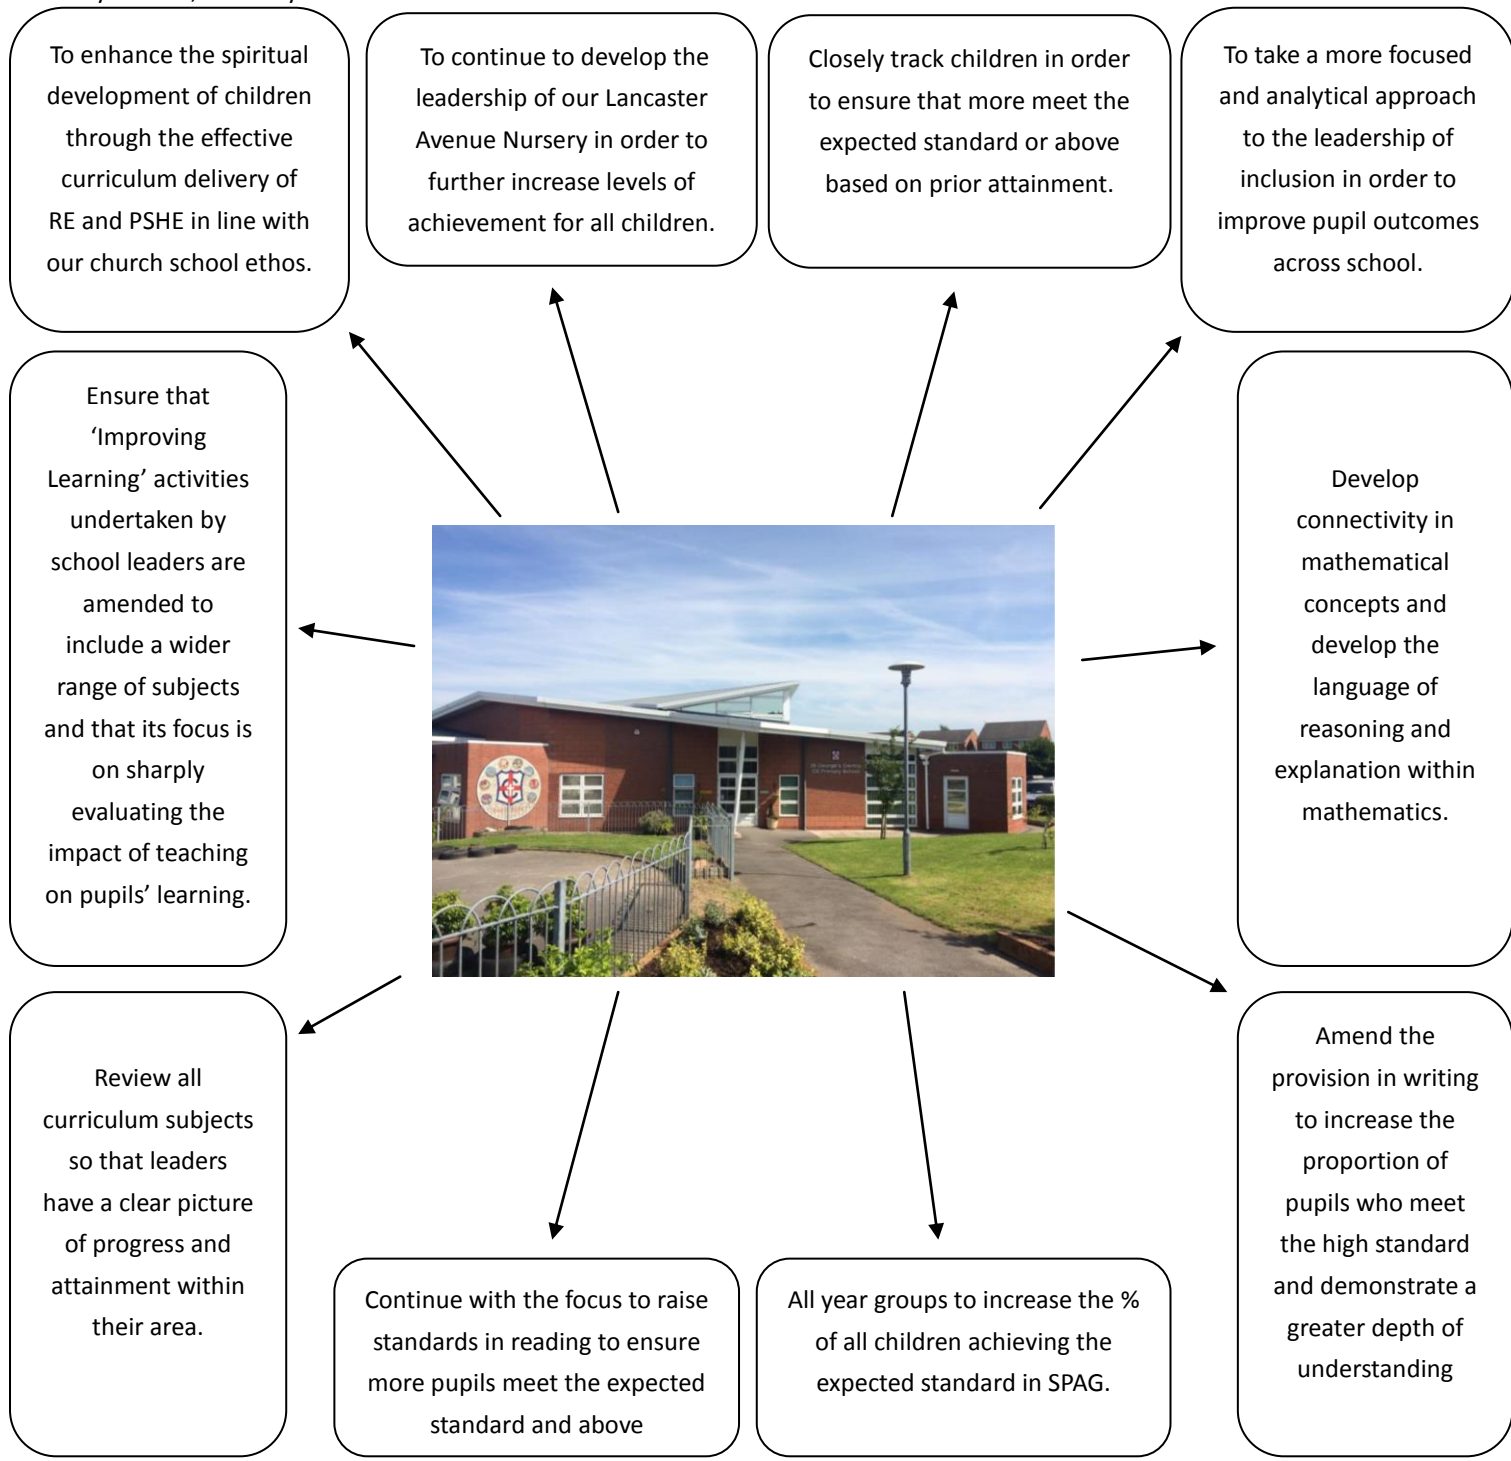 To enhance the spiritual
development of children
through the effective
curriculum delivery of
RE and PSHE in line with
our church school ethos.
To continue to develop the
leadership of our Lancaster
Avenue Nursery in order to
further increase levels of
achievement for all children.
Closely track children in order
to ensure that more meet the
expected standard or above
based on prior attainment.
To take a more focused
and analytical approach
to the leadership of
inclusion in order to
improve pupil outcomes
across school.
Ensure that
‘Improving
Learning’ activities
undertaken by
school leaders are
amended to
include a wider
range of subjects
and that its focus is
on sharply
evaluating the
impact of teaching
on pupils’ learning.
Develop
connectivity in
mathematical
concepts and
develop the
language of
reasoning and
explanation within
mathematics.
Review all
curriculum subjects
so that leaders
have a clear picture
of progress and
attainment within
their area.
Continue with the focus to raise
standards in reading to ensure
more pupils meet the expected
standard and above
All year groups to increase the %
of all children achieving the
expected standard in SPAG.
Amend the
provision in writing
to increase the
proportion of
pupils who meet
the high standard
and demonstrate a
greater depth of
understanding